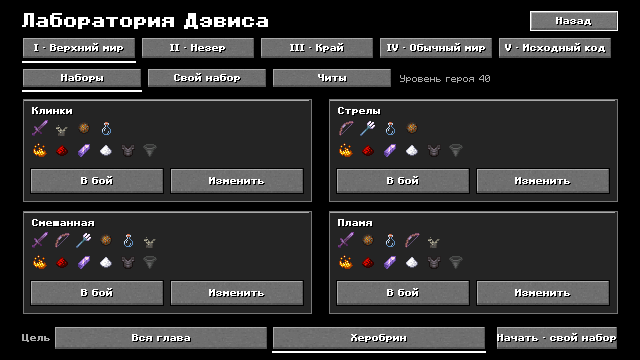 Лаборатория Дэвиса
Назад
I · Верхний мир
II · Незер
III · Край
IV · Обычный мир
V · Исходный код
Наборы
Свой набор
Читы
Уровень героя 40
Клинки
В бой
Изменить
Стрелы
В бой
Изменить
Смешанная
В бой
Изменить
Пламя
В бой
Изменить
Цель
Вся глава
Херобрин
Начать · свой набор